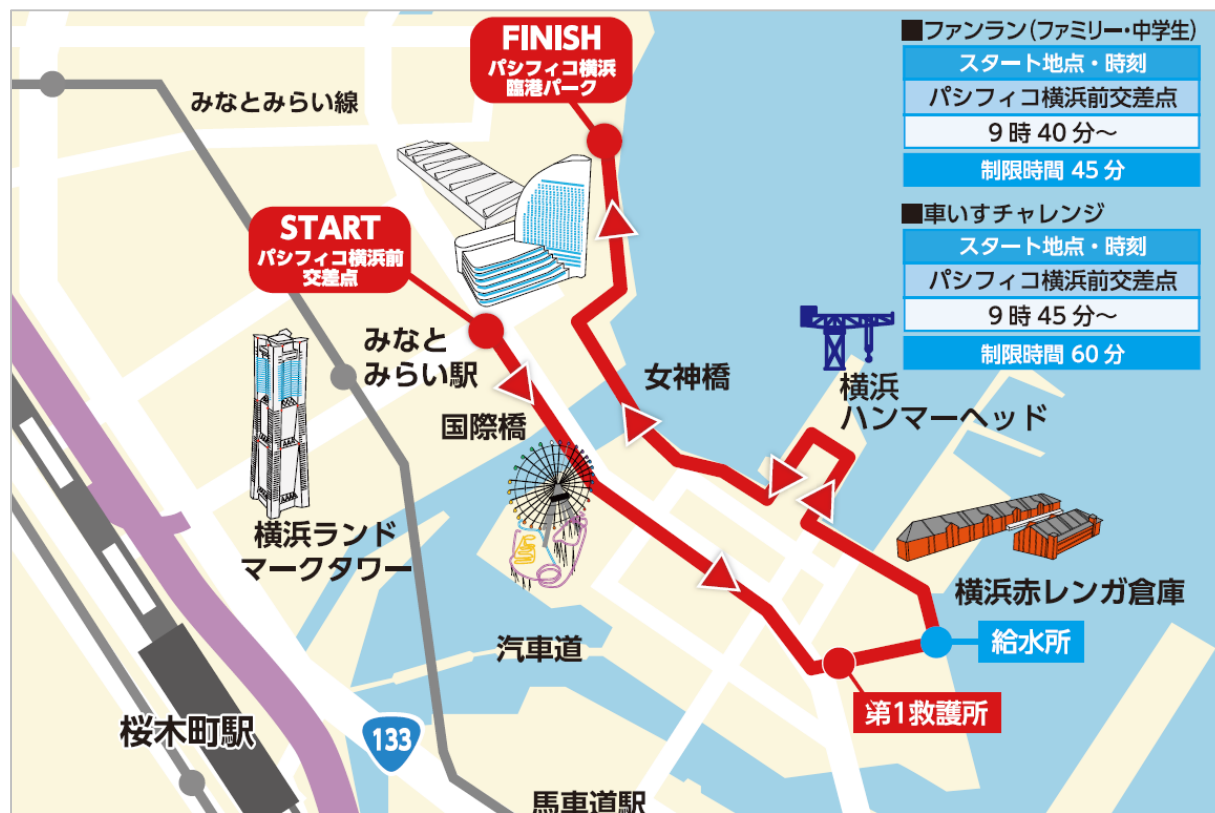 FINISH
パシフィコ横浜
臨港パーク
みなとみらい線
START
パシフィコ横浜前
交差点
みなと
みらい駅
国際橋
女神橋
横浜
ハンマーヘッド
横浜ランド
マークタワー
横浜赤レンガ倉庫
給水所
汽車道
第1救護所
桜木町駅
133
馬車道駅
■ファンラン(ファミリー・中学生)
スタート地点・時刻
パシフィコ横浜前交差点
9時40分～
制限時間 45分
■車いすチャレンジ
スタート地点・時刻
パシフィコ横浜前交差点
9時45分～
制限時間 60分